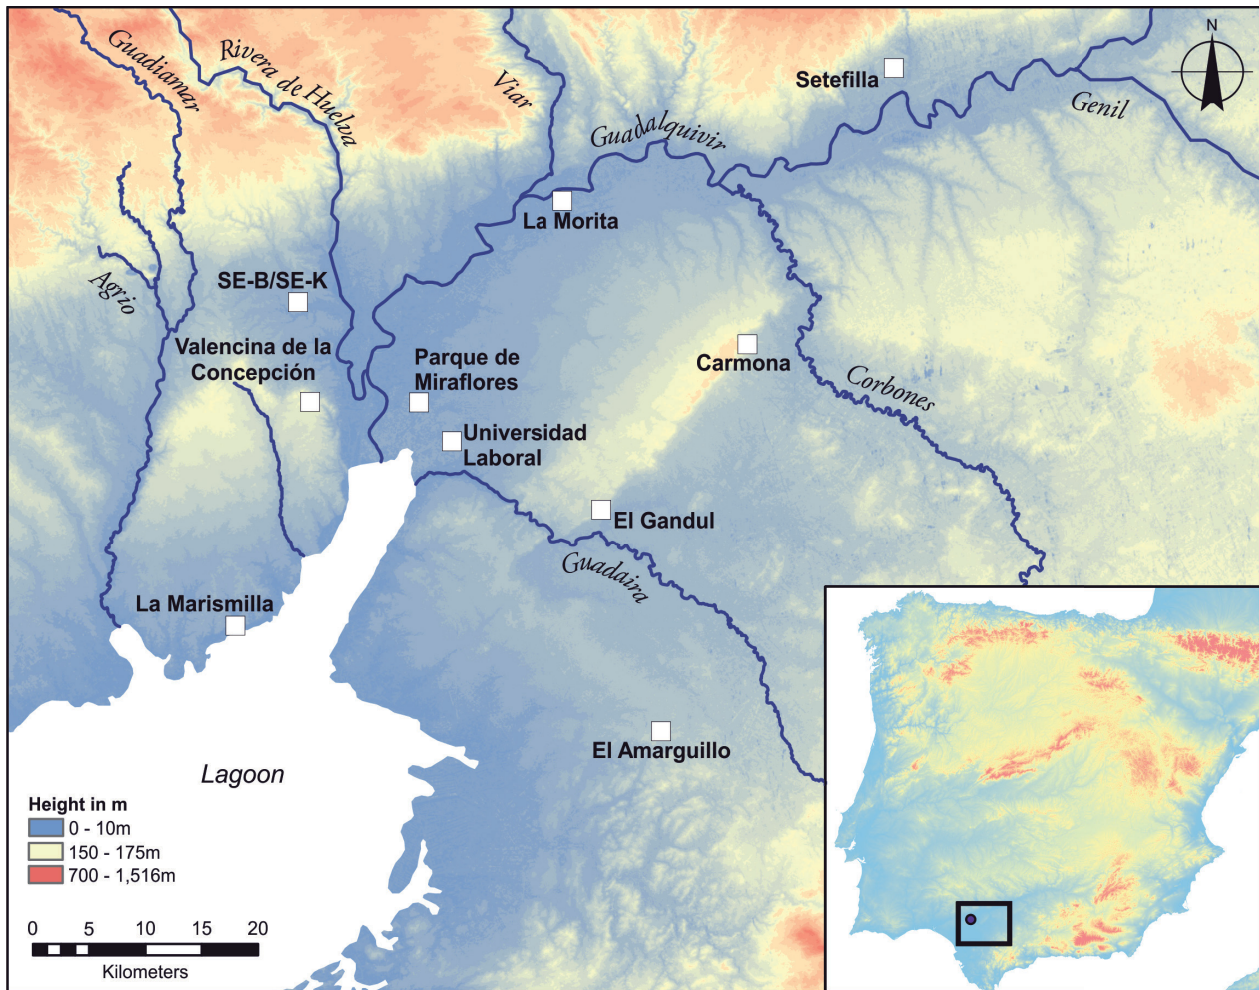 N
Guadiamar
Rivera de Huelva
Viar
Guadalquivir
Setefilla
Genil
La Morita
Agrio
SE-B/SE-K
Valencina de la
Concepción
Parque de
Miraflores
Carmona
Corbones
Universidad
Laboral
El Gandul
Guadaira
La Marismilla
El Amarguillo
Lagoon
Height in m
0 - 10m
150 - 175m
700 - 1,516m
0 5 10 15 20
Kilometers